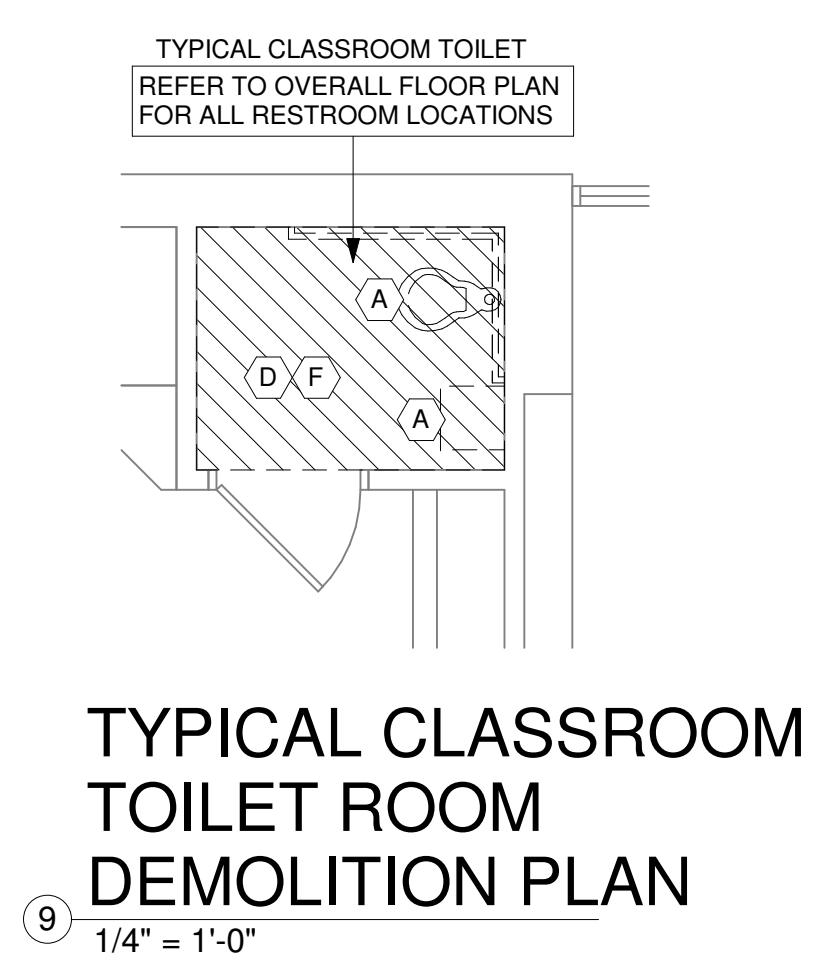 TYPICAL CLASSROOM TOILET
REFER TO OVERALL FLOOR PLAN
FOR ALL RESTROOM LOCATIONS
A
D F
A
TYPICAL CLASSROOM
TOILET ROOM
DEMOLITION PLAN
9
1/4" = 1'-0"